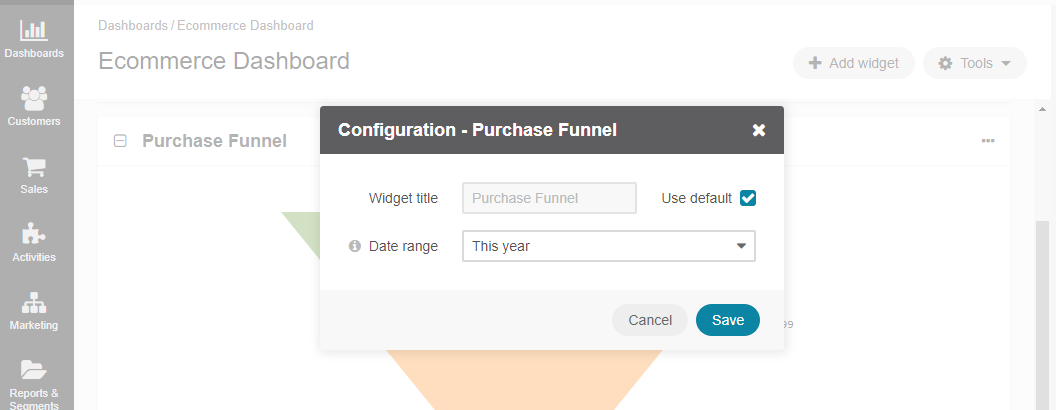 Dashboards / Ecommerce Dashboard
Ecommerce Dashboard
Add widget
Tools
Dashboards
Customers
Sales
Activities
Marketing
Reports &
Segments
Purchase Funnel
Configuration - Purchase Funnel
Widget title
Purchase Funnel
Use default
Date range
This year
Cancel
Save
99